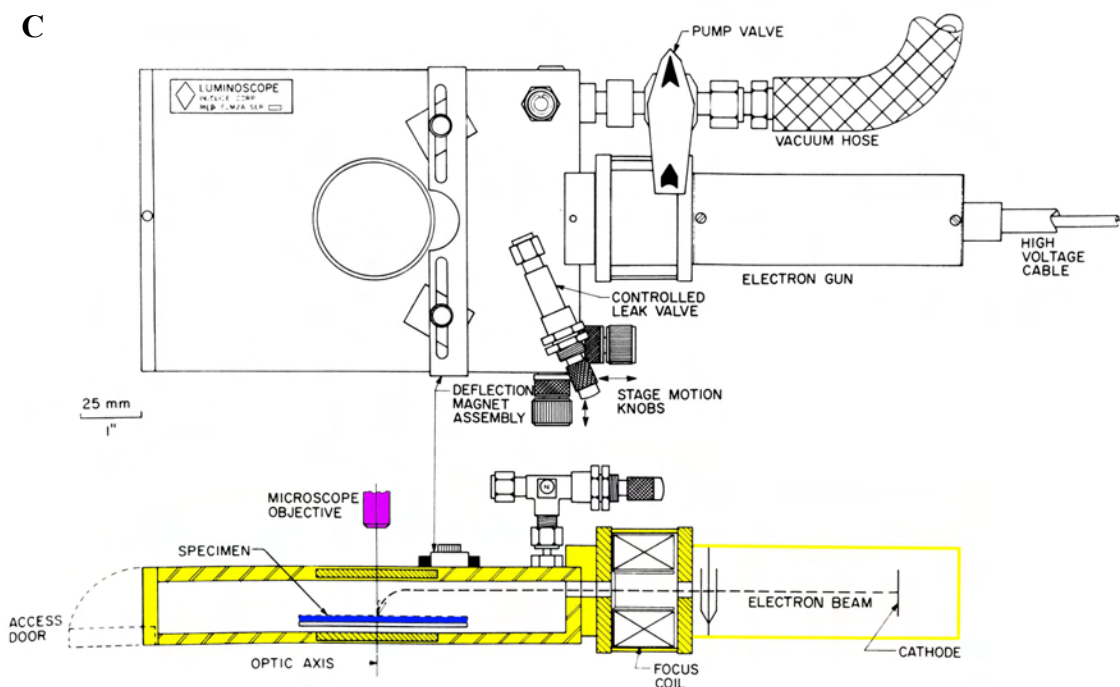 C
PUMP VALVE
LUMINOSCOPE
CORP
VACUUM HOSE
HIGH
VOLTAGE
CABLE
ELECTRON GUN
CONTROLLED
LEAK VALVE
DEFLECTION
MAGNET
ASSEMBLY
STAGE MOTION
KNOBS
25 mm
1"
MICROSCOPE
OBJECTIVE
SPECIMEN
ACCESS
DOOR
ELECTRON BEAM
CATHODE
OPTIC AXIS
FOCUS
COIL